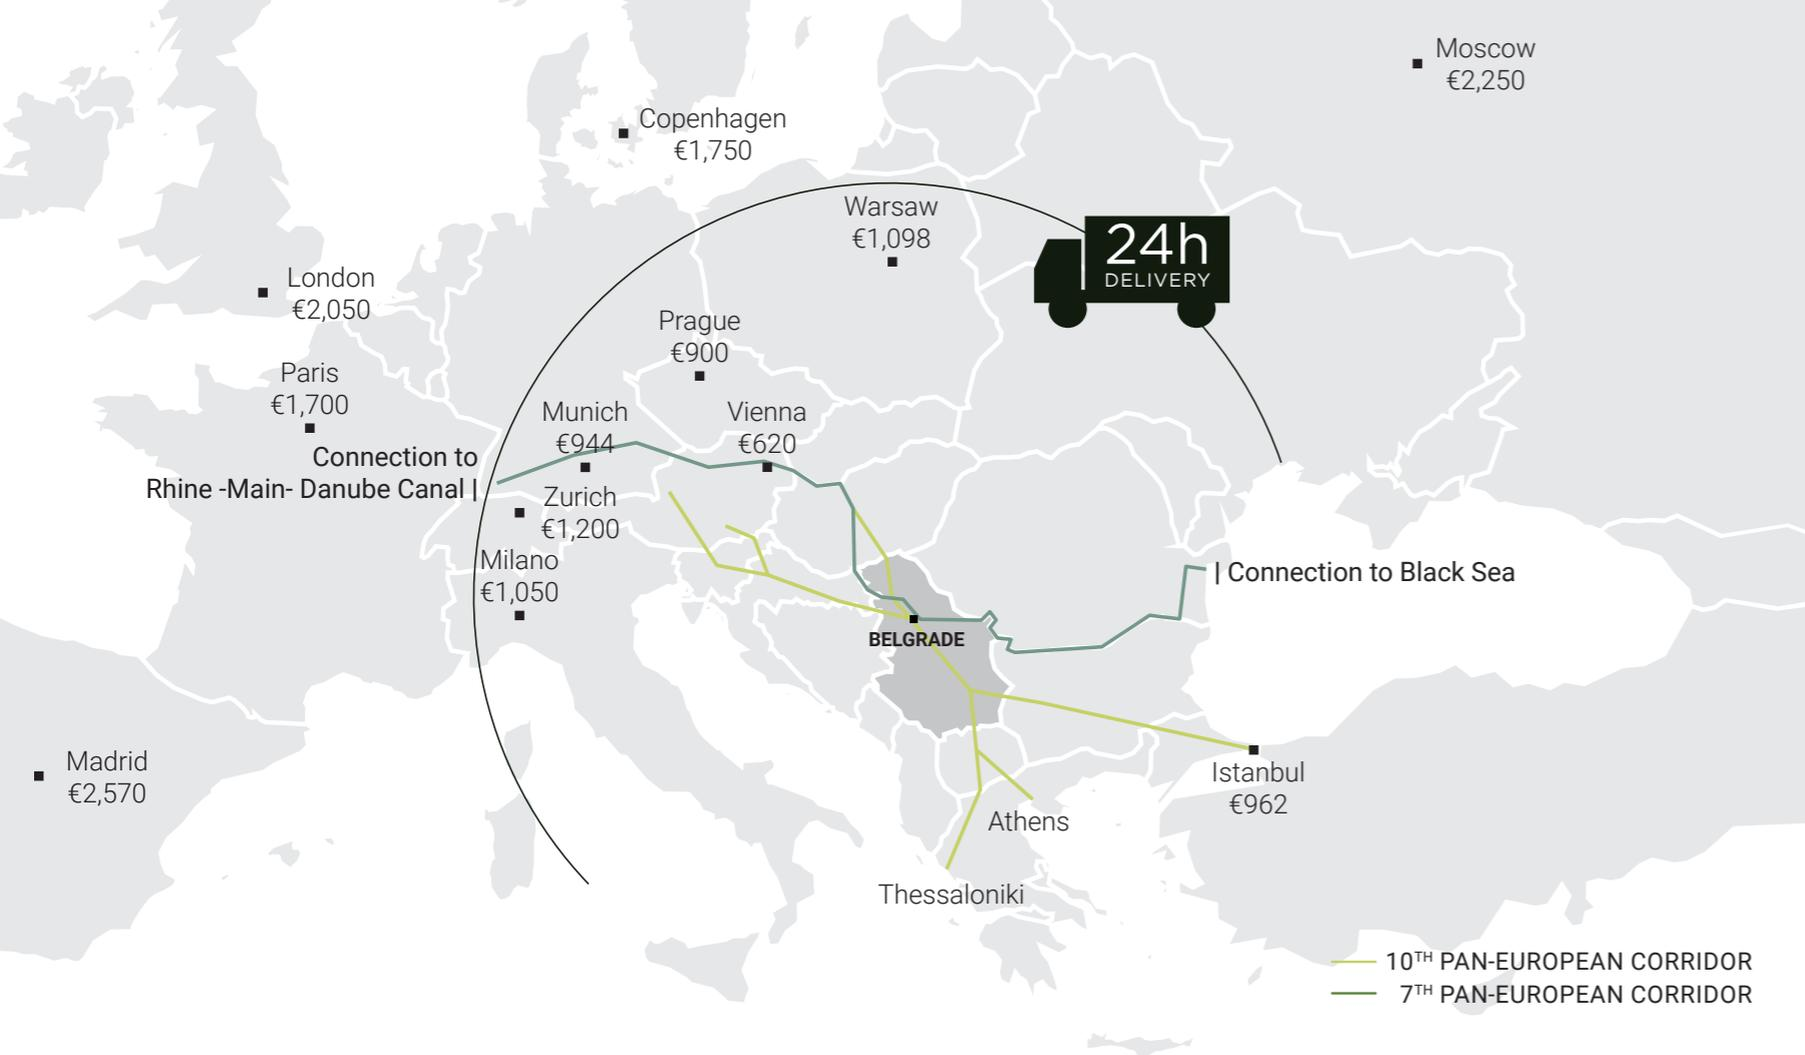 Moscow
€2,250
Copenhagen
€1,750
Warsaw
€1,098
24h
DELIVERY
London
€2,050
Prague
€900
Paris
€1,700
Munich
€944
Vienna
€620
Connection to
Rhine -Main- Danube Canal |
Zurich
€1,200
Milano
€1,050
| Connection to Black Sea
BELGRADE
Madrid
€2,570
Istanbul
€962
Athens
Thessaloniki
10TH PAN-EUROPEAN CORRIDOR
7TH PAN-EUROPEAN CORRIDOR